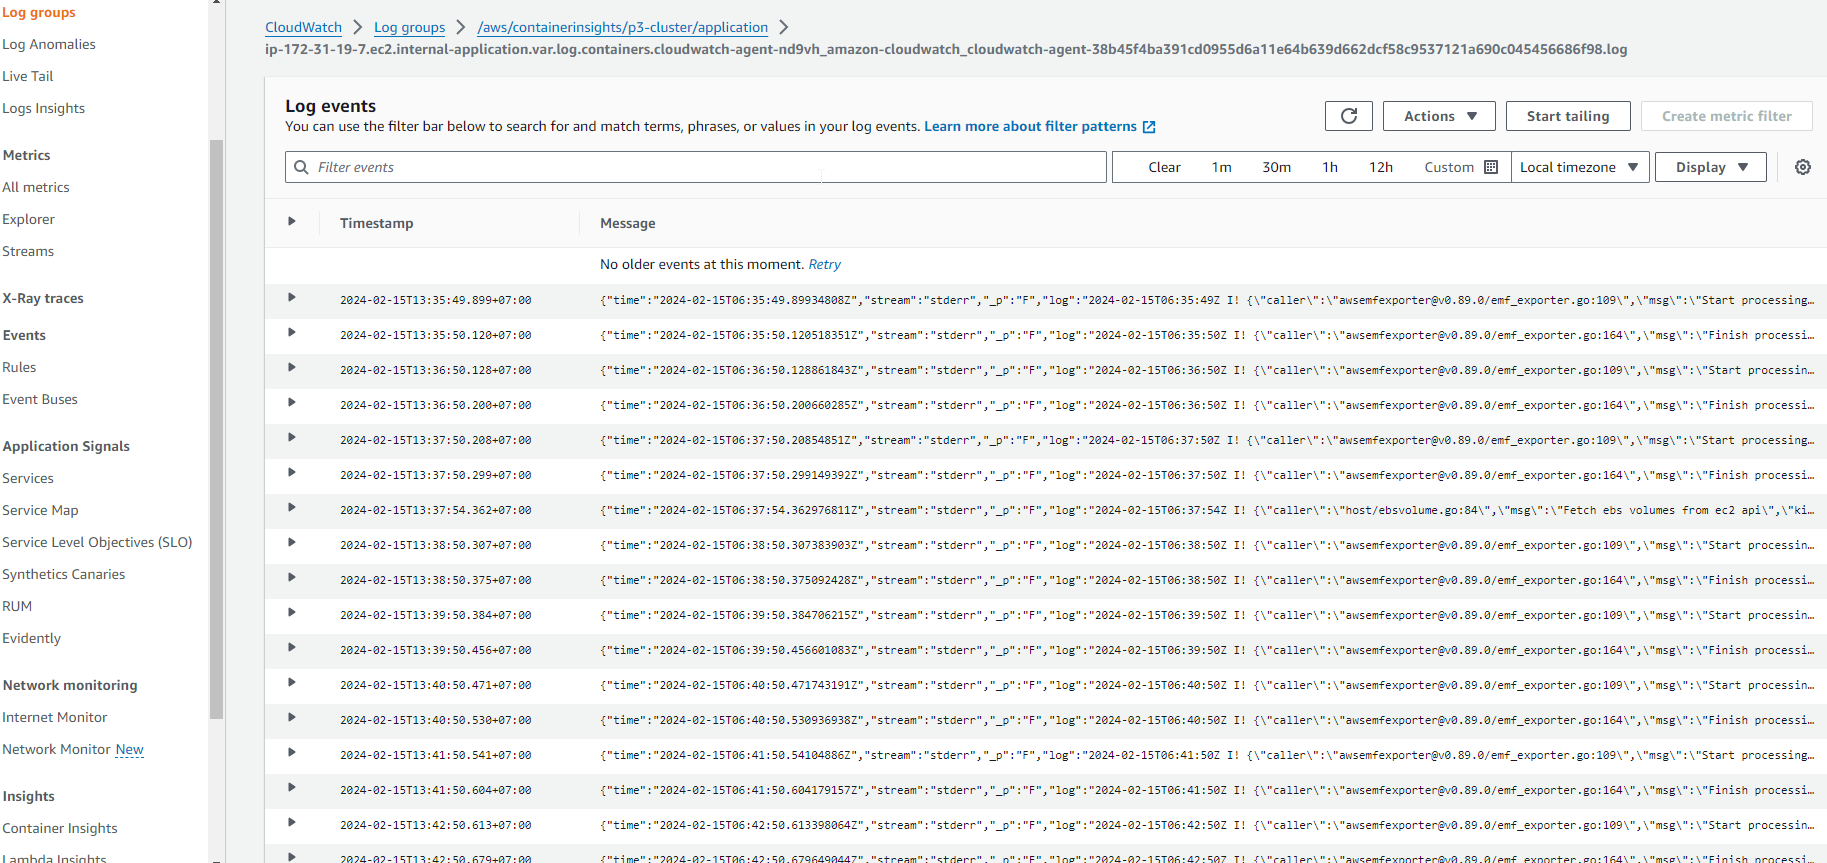 Log groups
Log Anomalies
Live Tail
Logs Insights
Metrics
All metrics
Explorer
Streams
X-Ray traces
Events
Rules
Event Buses
Application Signals
Services
Service Map
Service Level Objectives (SLO)
Synthetics Canaries
RUM
Evidently
Network monitoring
Internet Monitor
Network Monitor New
Insights
Container Insights
Lambda Insights
CloudWatch > Log groups > /aws/containerinsights/p3-cluster/application >
ip-172-31-19-7.ec2.internal-application.var.log.containers.cloudwatch-agent-nd9vh_amazon-cloudwatch_cloudwatch-agent-38b45f4ba391cd0955d6a11e64b639d662dcf58c9537121a690c045456686f98.log
Log events
You can use the filter bar below to search for and match terms, phrases, or values in your log events. Learn more about filter patterns
Actions Start tailing Create metric filter
Filter events Clear 1m 30m 1h 12h Custom Local timezone Display
Timestamp Message
No older events at this moment. Retry
2024-02-15T13:35:49.899+07:00 {"time":"2024-02-15T06:35:49.89934808Z","stream":"stderr","_p":"F","log":"2024-02-15T06:35:49Z I! {\"caller\":\"awsemfexporter@v0.89.0/emf_exporter.go:109\",\"msg\":\"Start processing…
2024-02-15T13:35:50.120+07:00 {"time":"2024-02-15T06:35:50.120518351Z","stream":"stderr","_p":"F","log":"2024-02-15T06:35:50Z I! {\"caller\":\"awsemfexporter@v0.89.0/emf_exporter.go:164\",\"msg\":\"Finish processi…
2024-02-15T13:36:50.128+07:00 {"time":"2024-02-15T06:36:50.128861843Z","stream":"stderr","_p":"F","log":"2024-02-15T06:36:50Z I! {\"caller\":\"awsemfexporter@v0.89.0/emf_exporter.go:109\",\"msg\":\"Start processin…
2024-02-15T13:36:50.200+07:00 {"time":"2024-02-15T06:36:50.200660285Z","stream":"stderr","_p":"F","log":"2024-02-15T06:36:50Z I! {\"caller\":\"awsemfexporter@v0.89.0/emf_exporter.go:164\",\"msg\":\"Finish processi…
2024-02-15T13:37:50.208+07:00 {"time":"2024-02-15T06:37:50.20854851Z","stream":"stderr","_p":"F","log":"2024-02-15T06:37:50Z I! {\"caller\":\"awsemfexporter@v0.89.0/emf_exporter.go:109\",\"msg\":\"Start processing…
2024-02-15T13:37:50.299+07:00 {"time":"2024-02-15T06:37:50.299149392Z","stream":"stderr","_p":"F","log":"2024-02-15T06:37:50Z I! {\"caller\":\"awsemfexporter@v0.89.0/emf_exporter.go:164\",\"msg\":\"Finish processi…
2024-02-15T13:37:54.362+07:00 {"time":"2024-02-15T06:37:54.362976811Z","stream":"stderr","_p":"F","log":"2024-02-15T06:37:54Z I! {\"caller\":\"host/ebsvolume.go:84\",\"msg\":\"Fetch ebs volumes from ec2 api\",\"ki…
2024-02-15T13:38:50.307+07:00 {"time":"2024-02-15T06:38:50.307383903Z","stream":"stderr","_p":"F","log":"2024-02-15T06:38:50Z I! {\"caller\":\"awsemfexporter@v0.89.0/emf_exporter.go:109\",\"msg\":\"Start processin…
2024-02-15T13:38:50.375+07:00 {"time":"2024-02-15T06:38:50.375092428Z","stream":"stderr","_p":"F","log":"2024-02-15T06:38:50Z I! {\"caller\":\"awsemfexporter@v0.89.0/emf_exporter.go:164\",\"msg\":\"Finish processi…
2024-02-15T13:39:50.384+07:00 {"time":"2024-02-15T06:39:50.384706215Z","stream":"stderr","_p":"F","log":"2024-02-15T06:39:50Z I! {\"caller\":\"awsemfexporter@v0.89.0/emf_exporter.go:109\",\"msg\":\"Start processin…
2024-02-15T13:39:50.456+07:00 {"time":"2024-02-15T06:39:50.456601083Z","stream":"stderr","_p":"F","log":"2024-02-15T06:39:50Z I! {\"caller\":\"awsemfexporter@v0.89.0/emf_exporter.go:164\",\"msg\":\"Finish processi…
2024-02-15T13:40:50.471+07:00 {"time":"2024-02-15T06:40:50.471743191Z","stream":"stderr","_p":"F","log":"2024-02-15T06:40:50Z I! {\"caller\":\"awsemfexporter@v0.89.0/emf_exporter.go:109\",\"msg\":\"Start processin…
2024-02-15T13:40:50.530+07:00 {"time":"2024-02-15T06:40:50.530936938Z","stream":"stderr","_p":"F","log":"2024-02-15T06:40:50Z I! {\"caller\":\"awsemfexporter@v0.89.0/emf_exporter.go:164\",\"msg\":\"Finish processi…
2024-02-15T13:41:50.541+07:00 {"time":"2024-02-15T06:41:50.54104886Z","stream":"stderr","_p":"F","log":"2024-02-15T06:41:50Z I! {\"caller\":\"awsemfexporter@v0.89.0/emf_exporter.go:109\",\"msg\":\"Start processing…
2024-02-15T13:41:50.604+07:00 {"time":"2024-02-15T06:41:50.604179157Z","stream":"stderr","_p":"F","log":"2024-02-15T06:41:50Z I! {\"caller\":\"awsemfexporter@v0.89.0/emf_exporter.go:164\",\"msg\":\"Finish processi…
2024-02-15T13:42:50.613+07:00 {"time":"2024-02-15T06:42:50.613398064Z","stream":"stderr","_p":"F","log":"2024-02-15T06:42:50Z I! {\"caller\":\"awsemfexporter@v0.89.0/emf_exporter.go:109\",\"msg\":\"Start processin…
2024-02-15T13:42:50.679+07:00 {"time":"2024-02-15T06:42:50.679649044Z","stream":"stderr","_p":"F","log":"2024-02-15T06:42:50Z I! {\"caller\":\"awsemfexporter@v0.89.0/emf_exporter.go:164\",\"msg\":\"Finish processi…